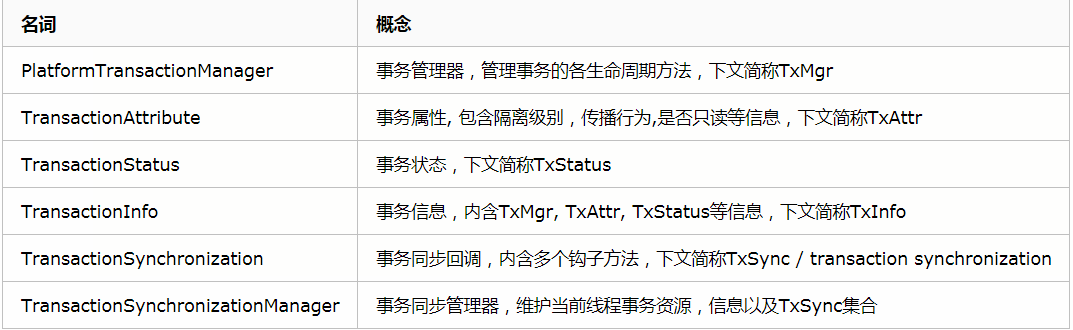 名词 概念
PlatformTransactionManager 事务管理器，管理事务的各生命周期方法，下文简称TxMgr
TransactionAttribute 事务属性, 包含隔离级别，传播行为,是否只读等信息，下文简称TxAttr
TransactionStatus 事务状态，下文简称TxStatus
TransactionInfo 事务信息，内含TxMgr, TxAttr, TxStatus等信息，下文简称TxInfo
TransactionSynchronization 事务同步回调，内含多个钩子方法，下文简称TxSync / transaction synchronization
TransactionSynchronizationManager 事务同步管理器，维护当前线程事务资源，信息以及TxSync集合